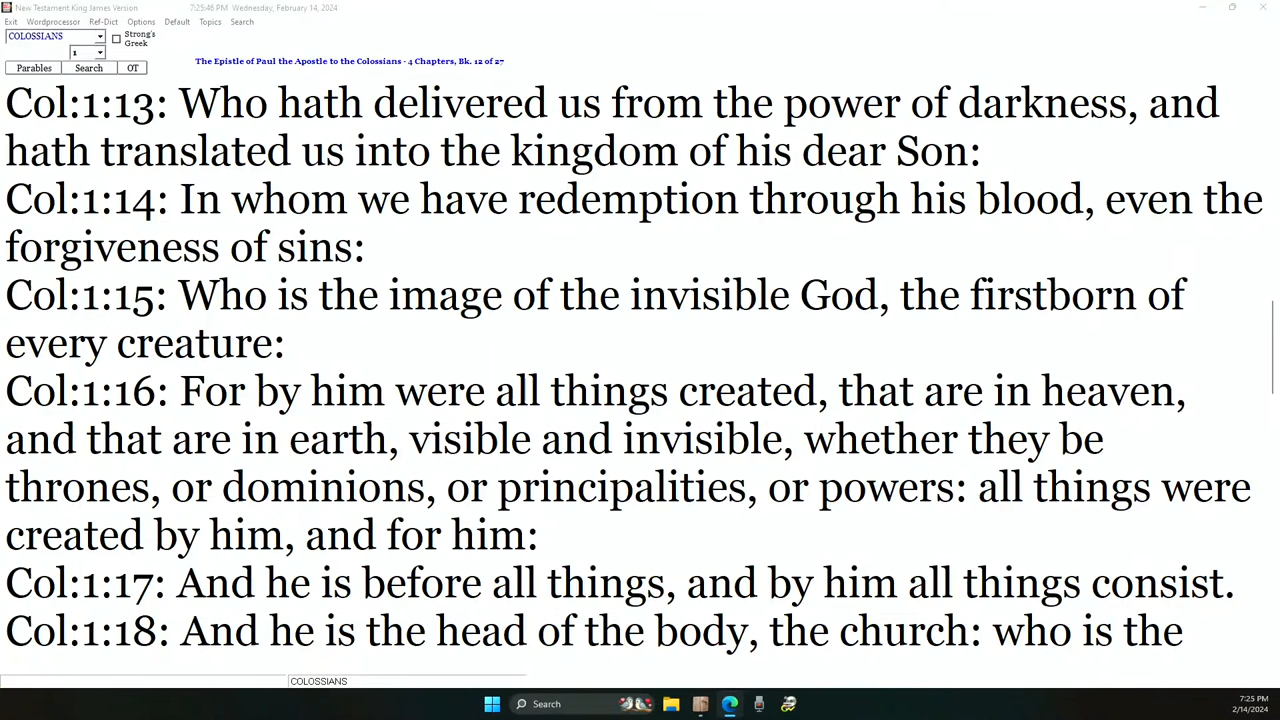 New Testament King James Version 7:25:46 PM Wednesday, February 14, 2024
Exit Wordprocessor Ref-Dict Options Default Topics Search
COLOSSIANS
Strong's
Greek
1
Parables Search OT
The Epistle of Paul the Apostle to the Colossians - 4 Chapters, Bk. 12 of 27
Col:1:13: Who hath delivered us from the power of darkness, and
hath translated us into the kingdom of his dear Son:
Col:1:14: In whom we have redemption through his blood, even the
forgiveness of sins:
Col:1:15: Who is the image of the invisible God, the firstborn of
every creature:
Col:1:16: For by him were all things created, that are in heaven,
and that are in earth, visible and invisible, whether they be
thrones, or dominions, or principalities, or powers: all things were
created by him, and for him:
Col:1:17: And he is before all things, and by him all things consist.
Col:1:18: And he is the head of the body, the church: who is the
COLOSSIANS
Search
7:25 PM
2/14/2024